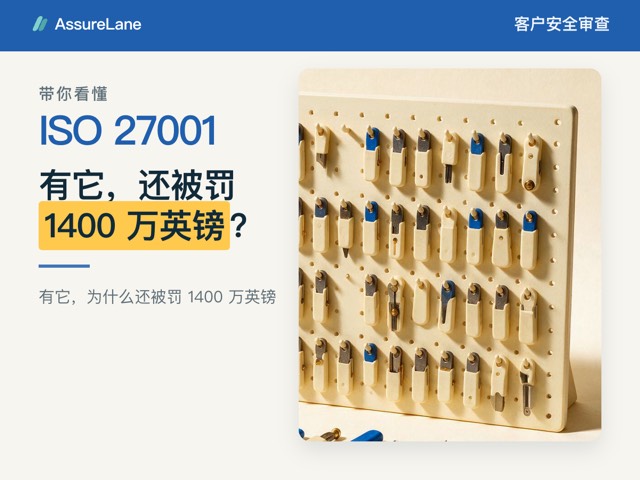 AssureLane
客户安全审查
带你看懂
ISO 27001
有它，还被罚
1400 万英镑？
有它，为什么还被罚 1400 万英镑